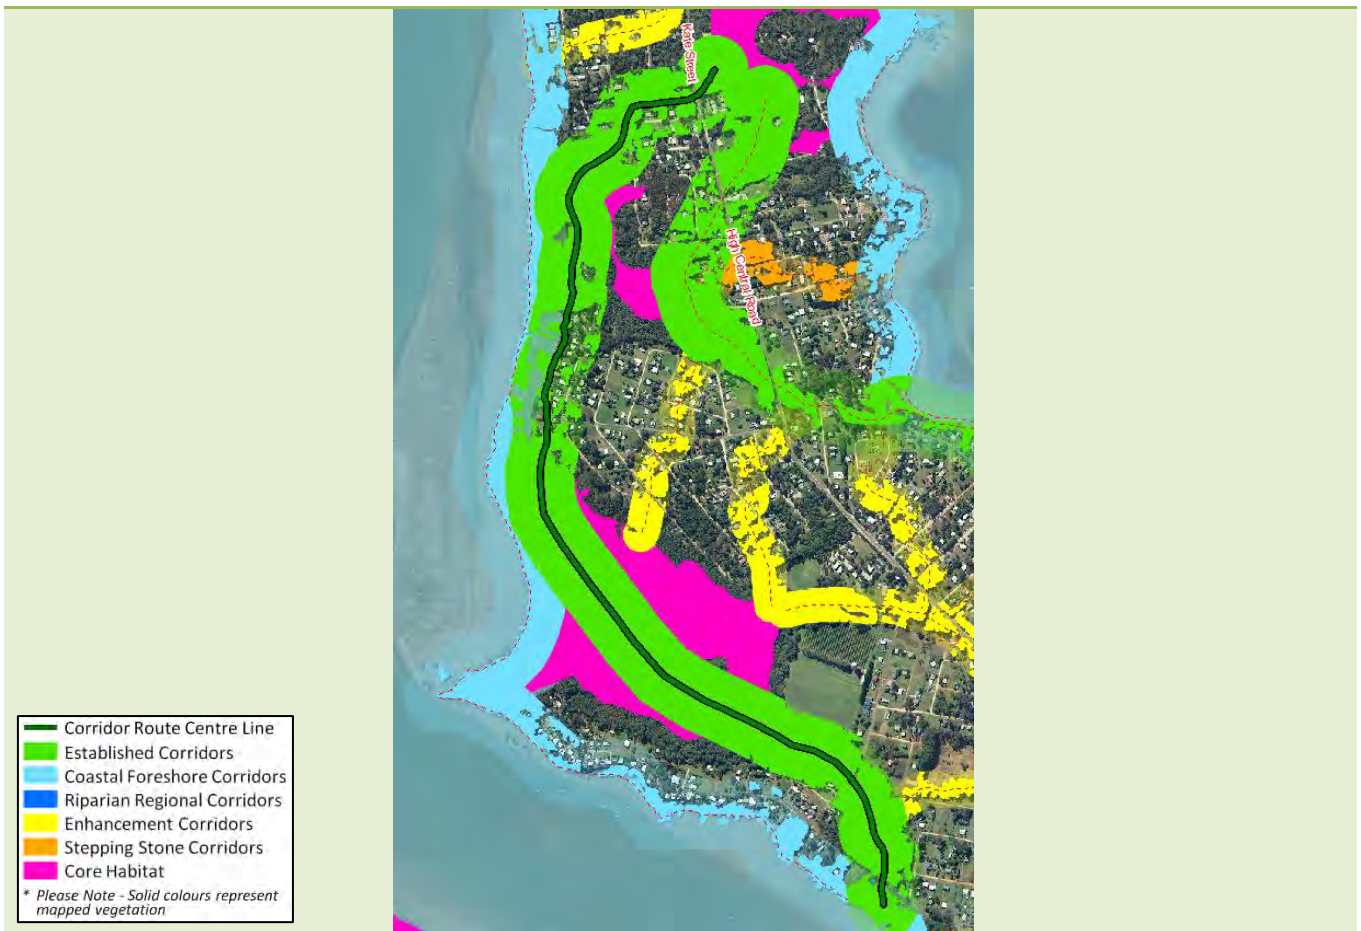 Kate Street
High Central Road
Corridor Route Centre Line
Established Corridors
Coastal Foreshore Corridors
Riparian Regional Corridors
Enhancement Corridors
Stepping Stone Corridors
Core Habitat
* Please Note - Solid colours represent
mapped vegetation